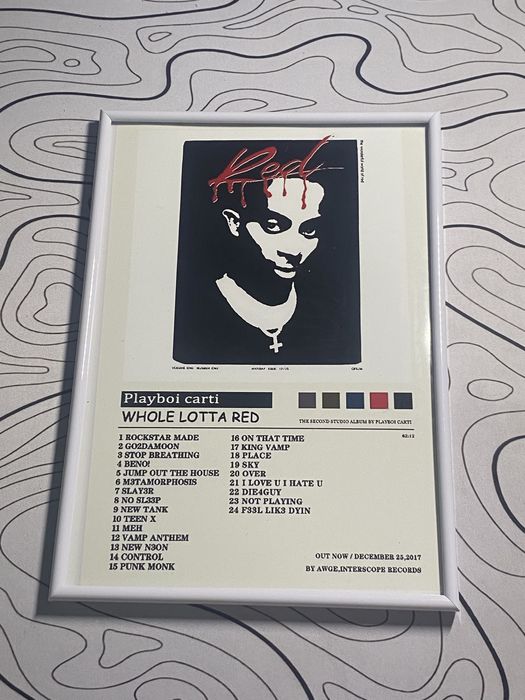 Red
Playboi carti
WHOLE LOTTA RED
THE SECOND STUDIO ALBUM BY PLAYBOI CARTI
62:12
1 ROCKSTAR MADE
2 GO2DAMOON
3 STOP BREATHING
4 BENO!
5 JUMP OUT THE HOUSE
6 M3TAMORPHOSIS
7 SLAY3R
8 NO SL33P
9 NEW TANK
10 TEEN X
11 MEH
12 VAMP ANTHEM
13 NEW N3ON
14 CONTROL
15 PUNK MONK
16 ON THAT TIME
17 KING VAMP
18 PLACE
19 SKY
20 OVER
21 I LOVE U I HATE U
22 DIE4GUY
23 NOT PLAYING
24 F33L LIK3 DYIN
OUT NOW / DECEMBER 25,2017
BY AWGE,INTERSCOPE RECORDS